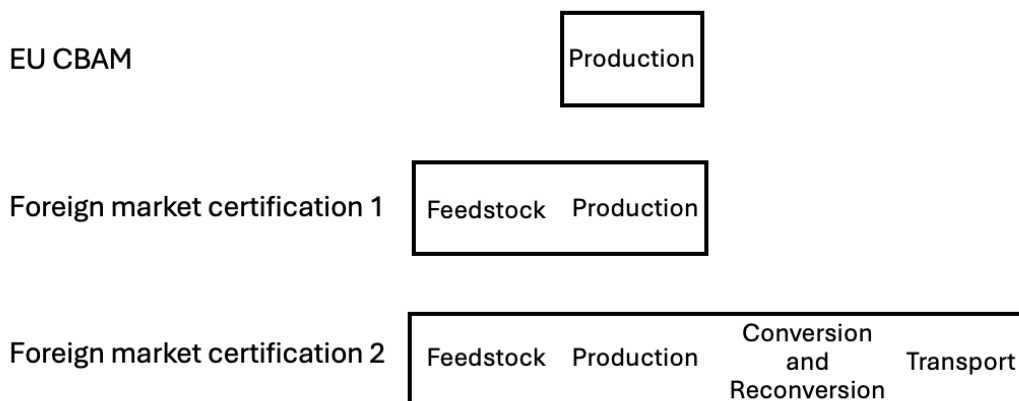 EU CBAM
Production
Foreign market certification 1
Feedstock
Production
Foreign market certification 2
Feedstock
Production
Conversion
and
Reconversion
Transport